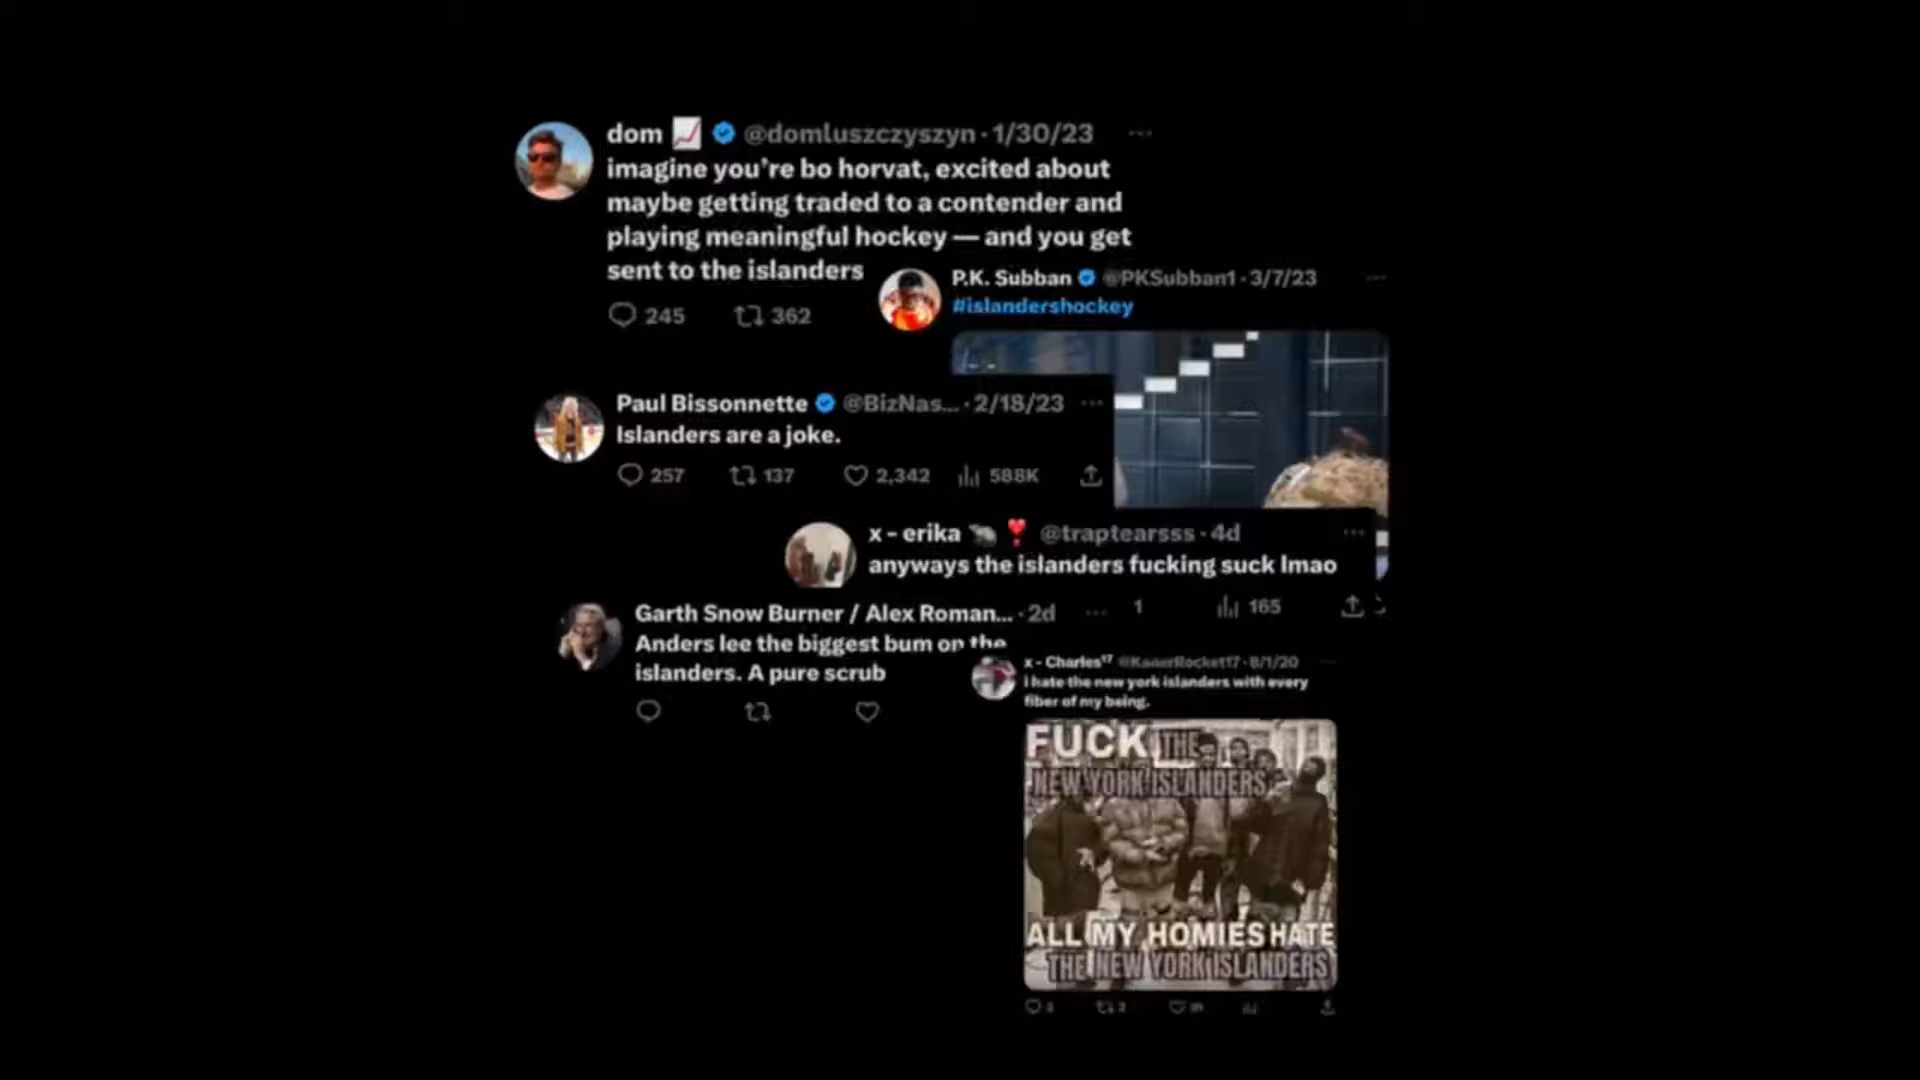 dom 📈 @domluszczyszyn · 1/30/23 ...
imagine you're bo horvat, excited about
maybe getting traded to a contender and
playing meaningful hockey — and you get
sent to the islanders
245 362
P.K. Subban @PKSubban1 · 3/7/23 ...
#islandershockey
Paul Bissonnette @BizNas... · 2/18/23 ...
Islanders are a joke.
257 137 2,342 588K
x - erika 🦡 ❣️ @traptearsss · 4d ...
anyways the islanders fucking suck lmao
1 165
Garth Snow Burner / Alex Roman... · 2d ...
Anders lee the biggest bum on the
islanders. A pure scrub
x - Charles¹⁷ · 8/1/20
i hate the new york islanders with every
fiber of my being.
FUCK THE
NEW YORK ISLANDERS
ALL MY HOMIES HATE
THE NEW YORK ISLANDERS